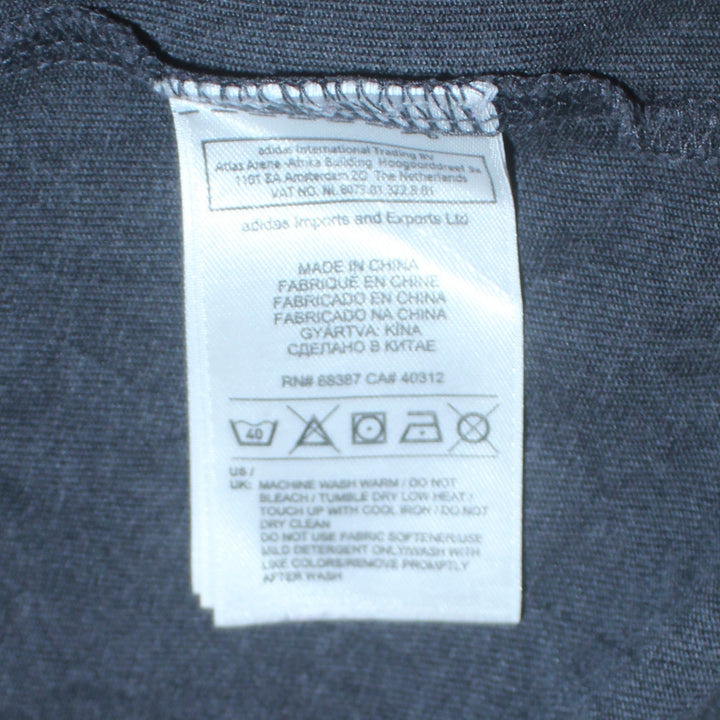 adidas International Trading BV
Atlas Arena -Afrika Building Hoogoorddreef 9a
1101 BA Amsterdam ZO The Netherlands
VAT NO. NL 8073.01.322.B.01
adidas Imports and Exports Ltd
MADE IN CHINA
FABRIQUÉ EN CHINE
FABRICADO EN CHINA
FABRICADO NA CHINA
GYÁRTVA: KÍNA
СДЕЛАНО В КИТАЕ
RN# 88387 CA# 40312
40
US /
UK: MACHINE WASH WARM / DO NOT
BLEACH / TUMBLE DRY LOW HEAT /
TOUCH UP WITH COOL IRON / DO NOT
DRY CLEAN
DO NOT USE FABRIC SOFTENER/USE
MILD DETERGENT ONLY/WASH WITH
LIKE COLORS/REMOVE PROMPTLY
AFTER WASH